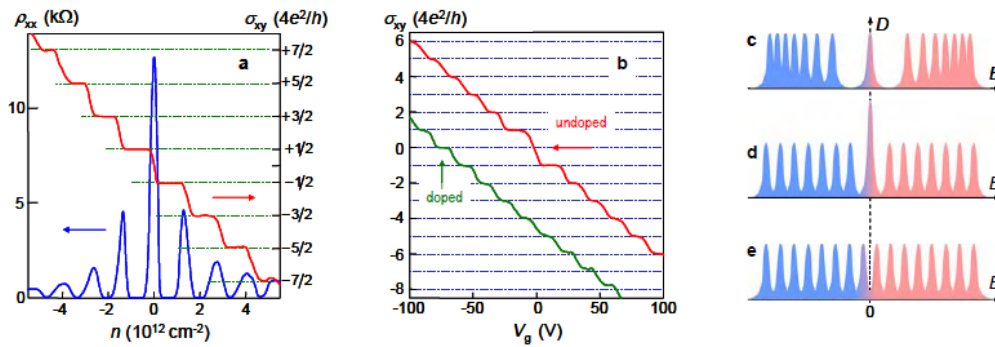 ρxx (kΩ)
σxy (4e²/h)
a
+7/2
+5/2
+3/2
+1/2
−1/2
−3/2
−5/2
−7/2
10
5
0
-4
-2
0
2
4
n (10¹² cm⁻²)
σxy (4e²/h)
b
6
5
4
2
0
-2
-4
-6
-8
undoped
doped
-100
-50
0
50
100
Vg (V)
D
c
E
d
E
e
E
0